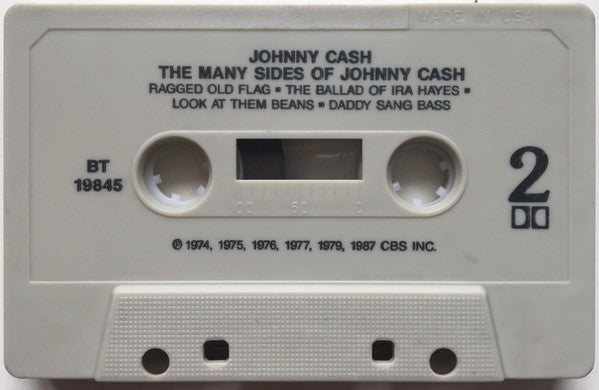 MADE IN USA
JOHNNY CASH
THE MANY SIDES OF JOHNNY CASH
RAGGED OLD FLAG ▪ THE BALLAD OF IRA HAYES ▪
LOOK AT THEM BEANS ▪ DADDY SANG BASS
BT
19845
2
100 50 0
℗ 1974, 1975, 1976, 1977, 1979, 1987 CBS INC.